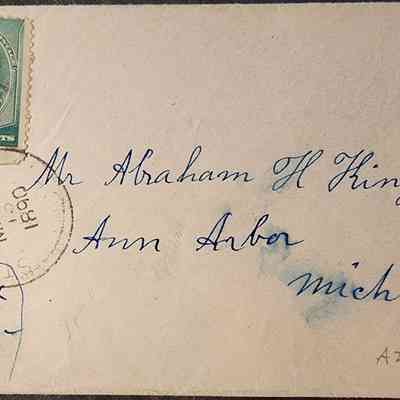 Mr Abraham H King
Ann Arbor
Mich
1890